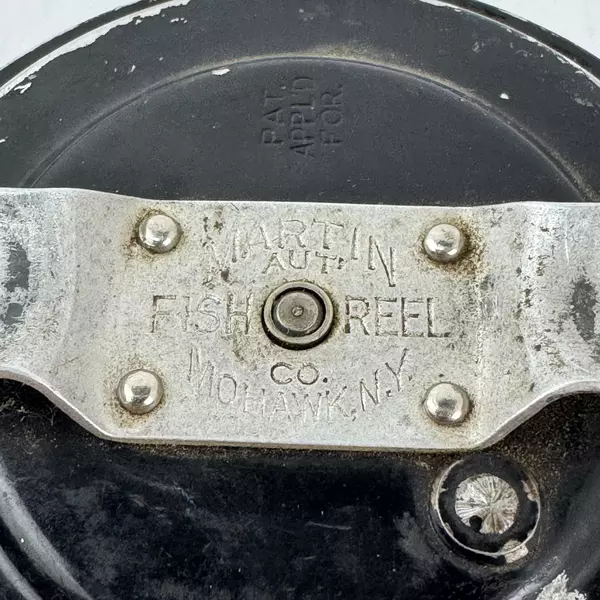 PAT.
APPL'D
FOR.
MARTIN
AUT.
FISH REEL
CO.
MOHAWK, N.Y.